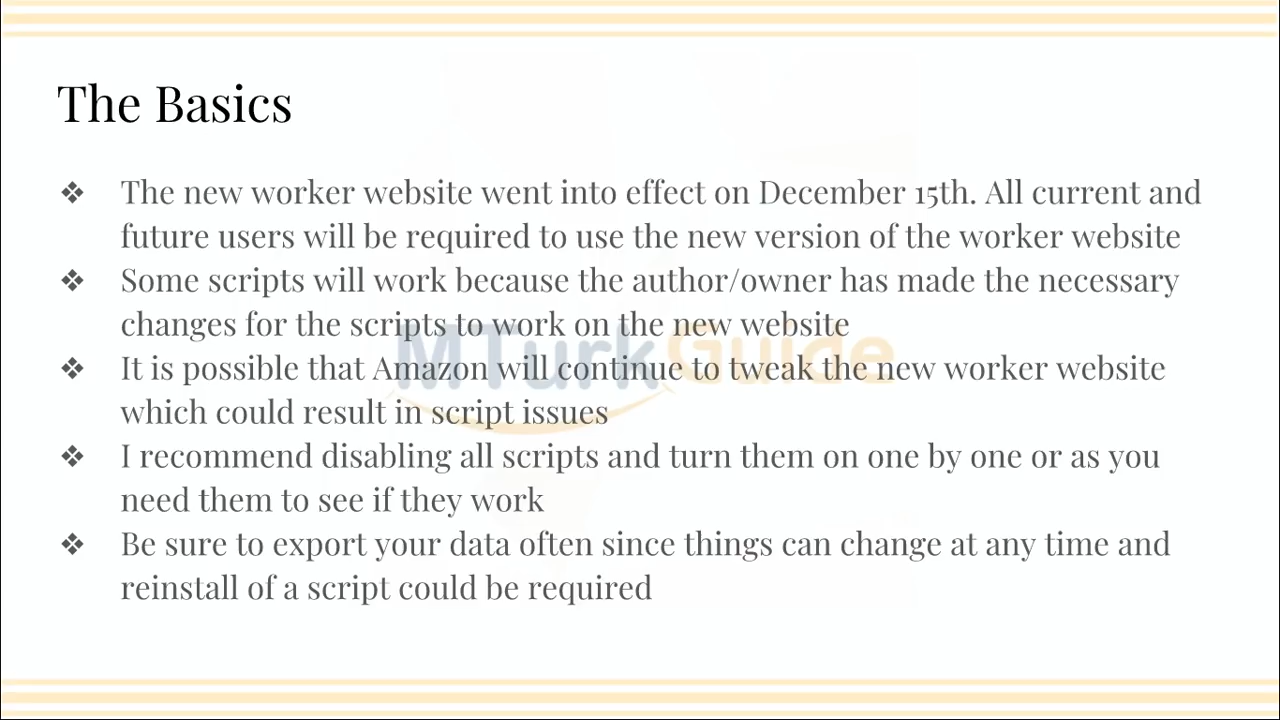 The Basics
❖ The new worker website went into effect on December 15th. All current and
future users will be required to use the new version of the worker website
❖ Some scripts will work because the author/owner has made the necessary
changes for the scripts to work on the new website
❖ It is possible that Amazon will continue to tweak the new worker website
which could result in script issues
❖ I recommend disabling all scripts and turn them on one by one or as you
need them to see if they work
❖ Be sure to export your data often since things can change at any time and
reinstall of a script could be required
MTurkGuide